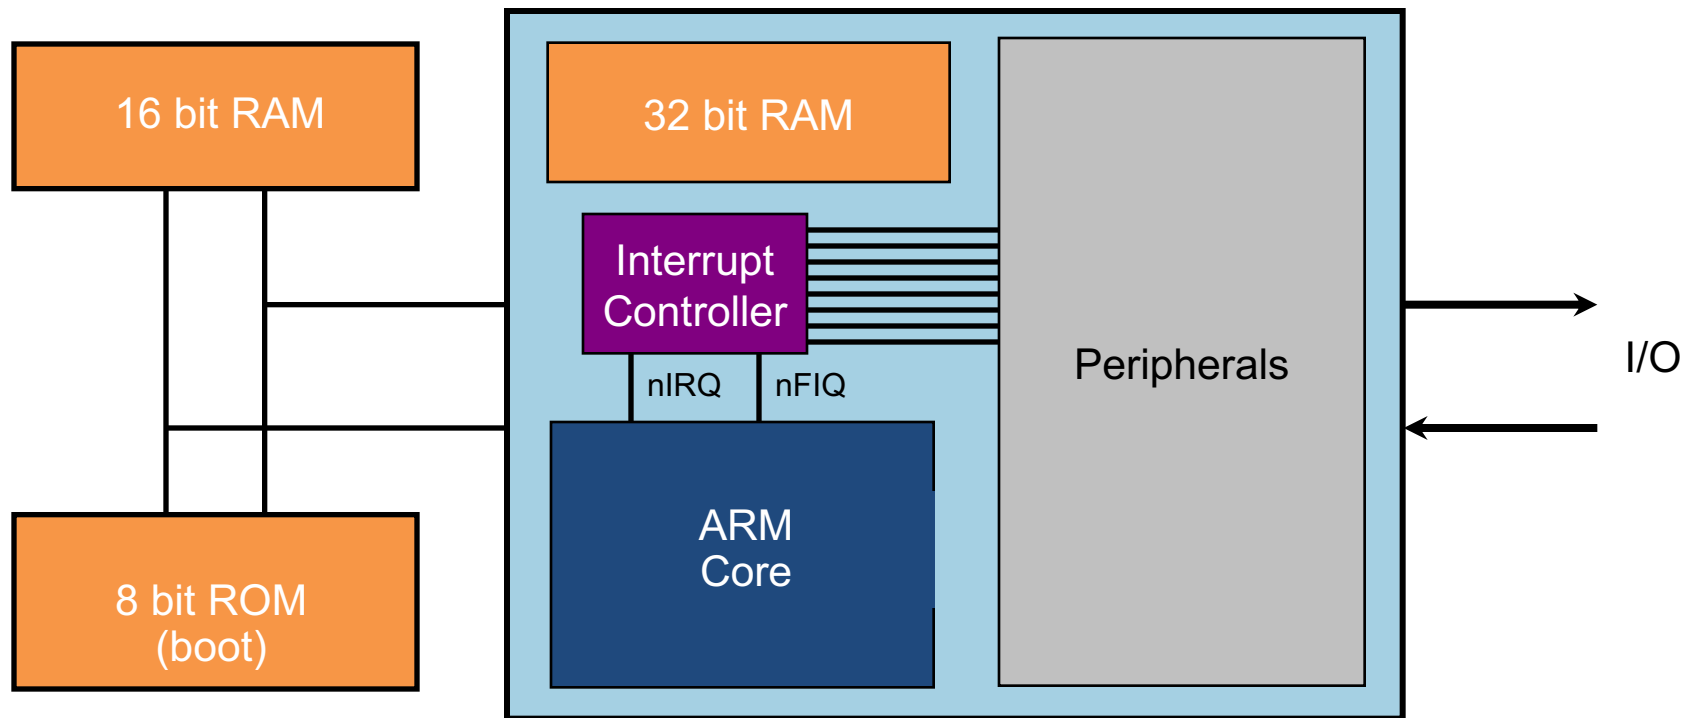 16 bit RAM
32 bit RAM
Interrupt
Controller
nIRQ
nFIQ
Peripherals
I/O
ARM
Core
8 bit ROM
(boot)